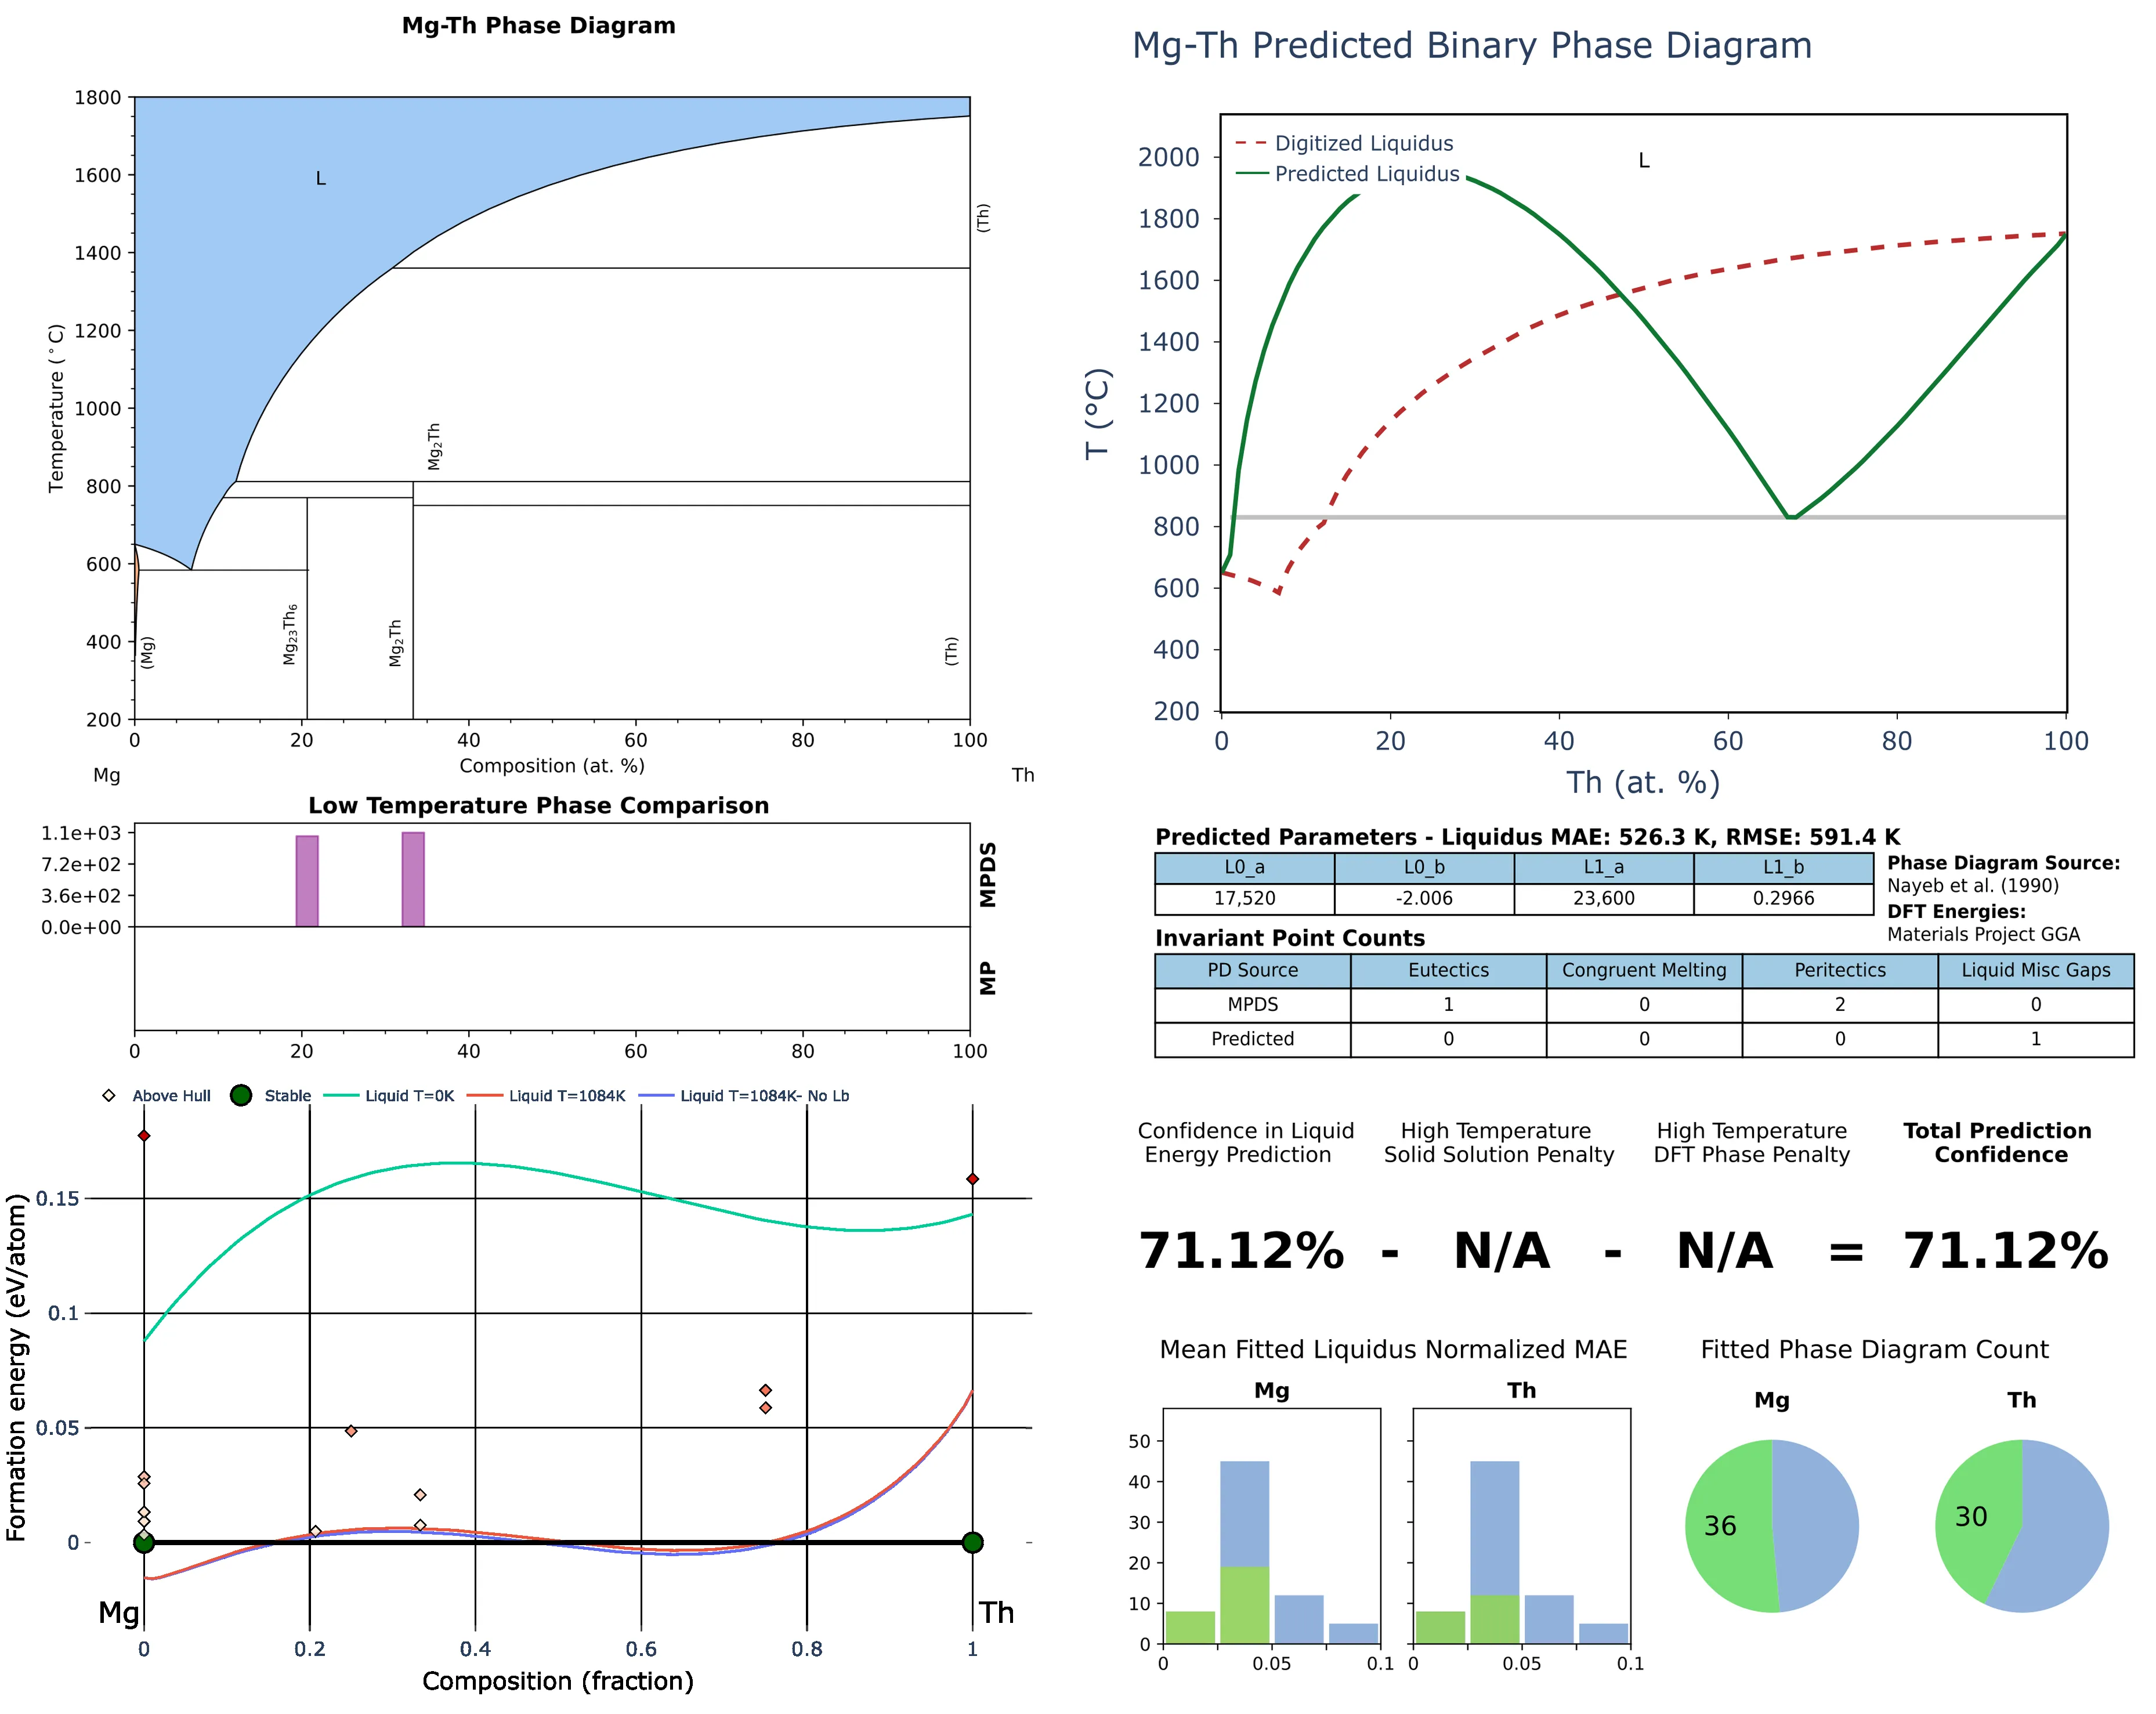 Mg-Th Phase Diagram
1800
1600
1400
1200
1000
800
600
400
200
Temperature (°C)
L
(Th)
Mg2Th
(Mg)
Mg23Th6
Mg2Th
(Th)
0 20 40 60 80 100
Composition (at. %)
Mg Th
Low Temperature Phase Comparison
1.1e+03
7.2e+02
3.6e+02
0.0e+00
MPDS
MP
0 20 40 60 80 100
Above Hull Stable Liquid T=0K Liquid T=1084K Liquid T=1084K- No Lb
0.15
0.1
0.05
0
Formation energy (eV/atom)
Mg Th
0 0.2 0.4 0.6 0.8 1
Composition (fraction)
Mg-Th Predicted Binary Phase Diagram
Digitized Liquidus
Predicted Liquidus
L
2000
1800
1600
1400
1200
1000
800
600
400
200
T (°C)
0 20 40 60 80 100
Th (at. %)
Predicted Parameters - Liquidus MAE: 526.3 K, RMSE: 591.4 K
L0_a L0_b L1_a L1_b
17,520 -2.006 23,600 0.2966
Phase Diagram Source:
Nayeb et al. (1990)
DFT Energies:
Materials Project GGA
Invariant Point Counts
PD Source Eutectics Congruent Melting Peritectics Liquid Misc Gaps
MPDS 1 0 2 0
Predicted 0 0 0 1
Confidence in Liquid Energy Prediction
High Temperature Solid Solution Penalty
High Temperature DFT Phase Penalty
Total Prediction Confidence
71.12% - N/A - N/A = 71.12%
Mean Fitted Liquidus Normalized MAE
Mg Th
50
40
30
20
10
0
0 0.05 0.1 0 0.05 0.1
Fitted Phase Diagram Count
Mg Th
36 30